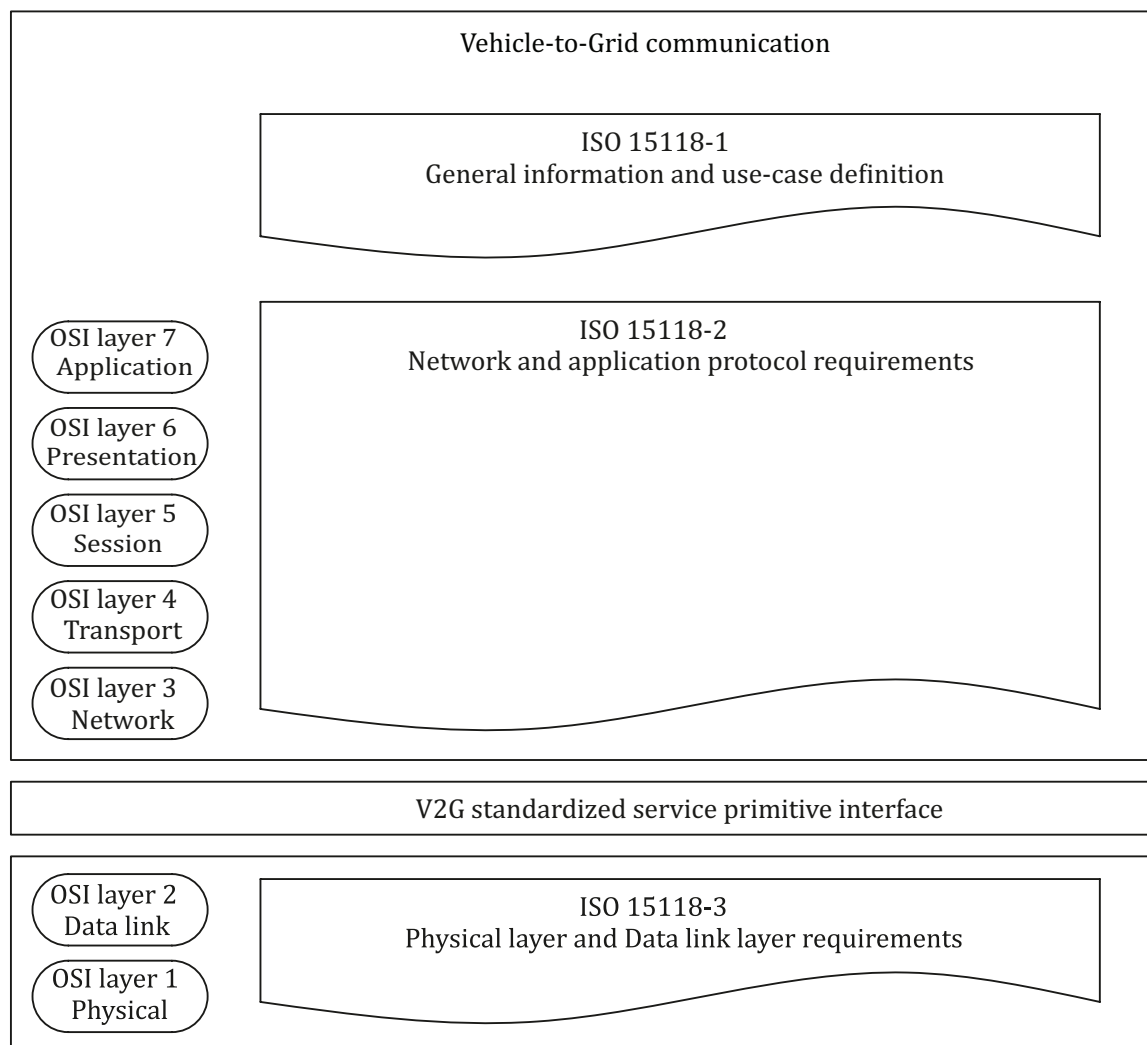 Vehicle-to-Grid communication
ISO 15118-1
General information and use-case definition
ISO 15118-2
Network and application protocol requirements
OSI layer 7
Application
OSI layer 6
Presentation
OSI layer 5
Session
OSI layer 4
Transport
OSI layer 3
Network
V2G standardized service primitive interface
OSI layer 2
Data link
ISO 15118-3
Physical layer and Data link layer requirements
OSI layer 1
Physical